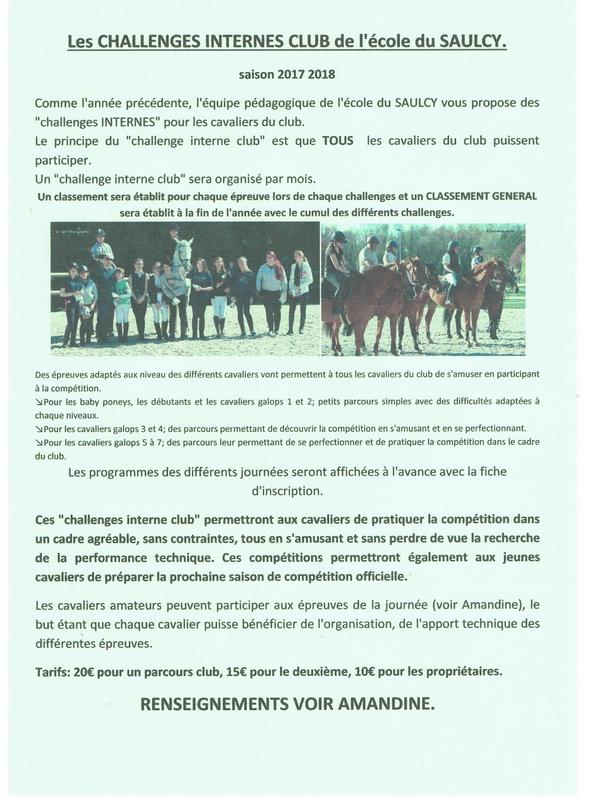 Les CHALLENGES INTERNES CLUB de l'école du SAULCY.
saison 2017 2018
Comme l'année précédente, l'équipe pédagogique de l'école du SAULCY vous propose des
"challenges INTERNES" pour les cavaliers du club.
Le principe du "challenge interne club" est que TOUS les cavaliers du club puissent
participer.
Un "challenge interne club" sera organisé par mois.
Un classement sera établit pour chaque épreuve lors de chaque challenges et un CLASSEMENT GENERAL
sera établit à la fin de l'année avec le cumul des différents challenges.
Des épreuves adaptés aux niveau des différents cavaliers vont permettent à tous les cavaliers du club de s'amuser en participant
à la compétition.
↘Pour les baby poneys, les débutants et les cavaliers galops 1 et 2; petits parcours simples avec des difficultés adaptées à
chaque niveaux.
↘Pour les cavaliers galops 3 et 4; des parcours permettant de découvrir la compétition en s'amusant et en se perfectionnant.
↘Pour les cavaliers galops 5 à 7; des parcours leur permettant de se perfectionner et de pratiquer la compétition dans le cadre
du club.
Les programmes des différents journées seront affichées à l'avance avec la fiche
d'inscription.
Ces "challenges interne club" permettront aux cavaliers de pratiquer la compétition dans
un cadre agréable, sans contraintes, tous en s'amusant et sans perdre de vue la recherche
de la performance technique. Ces compétitions permettront également aux jeunes
cavaliers de préparer la prochaine saison de compétition officielle.
Les cavaliers amateurs peuvent participer aux épreuves de la journée (voir Amandine), le
but étant que chaque cavalier puisse bénéficier de l'organisation, de l'apport technique des
différentes épreuves.
Tarifs: 20€ pour un parcours club, 15€ pour le deuxième, 10€ pour les propriétaires.
RENSEIGNEMENTS VOIR AMANDINE.